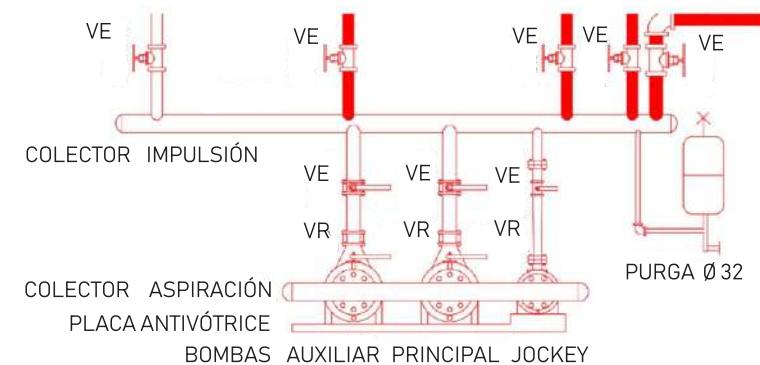 VE VE VE VE VE
COLECTOR IMPULSIÓN
VE VE VE
VR VR VR
PURGA Ø 32
COLECTOR ASPIRACIÓN
PLACA ANTIVÓTRICE
BOMBAS AUXILIAR PRINCIPAL JOCKEY